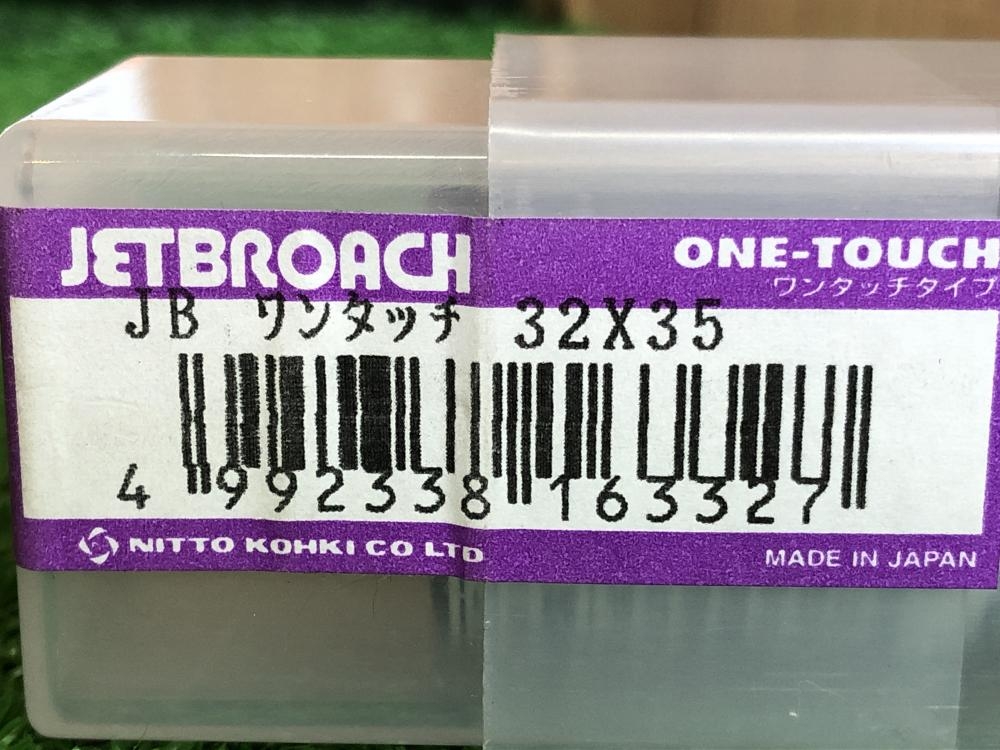 JETBROACH
ONE-TOUCH
ワンタッチタイプ
JB ワンタッチ 32X35
4 992338 163327
NITTO KOHKI CO LTD
MADE IN JAPAN